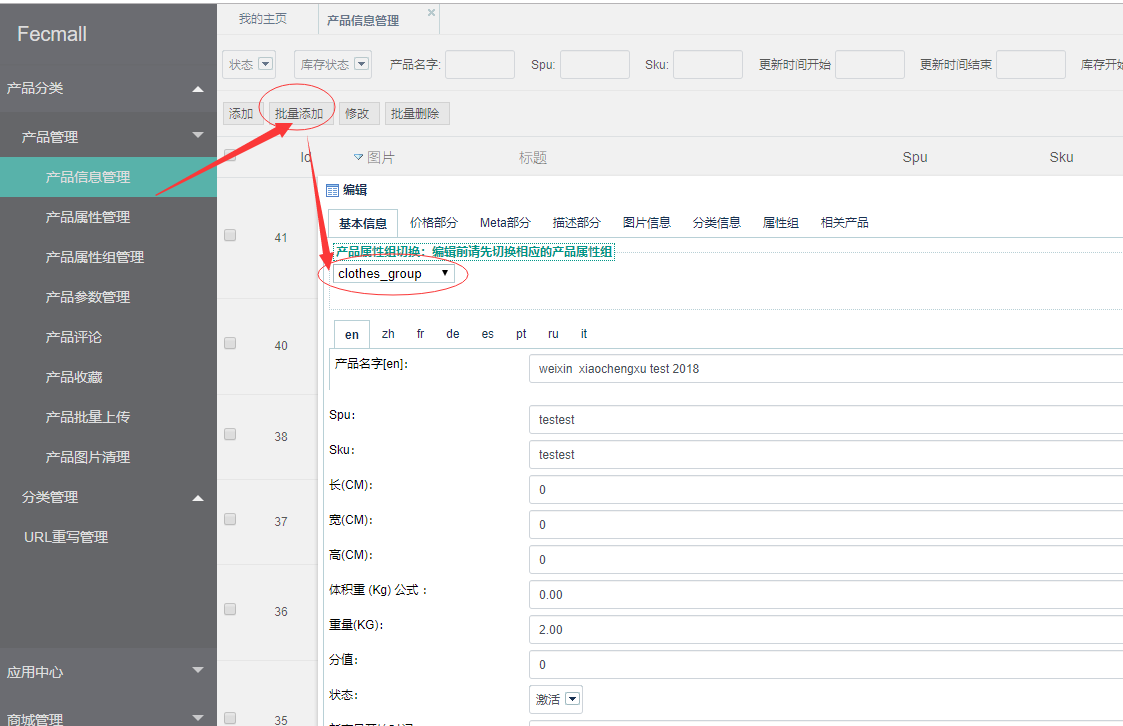 Fecmall
产品分类
产品管理
产品信息管理
产品属性管理
产品属性组管理
产品参数管理
产品评论
产品收藏
产品批量上传
产品图片清理
分类管理
URL重写管理
应用中心
商城管理
我的主页 产品信息管理
状态 库存状态 产品名字: Spu: Sku: 更新时间开始 更新时间结束 库存开始
添加 批量添加 修改 批量删除
Id 图片 标题 Spu Sku
41
40
38
37
36
35
编辑
基本信息 价格部分 Meta部分 描述部分 图片信息 分类信息 属性组 相关产品
产品属性组切换：编辑前请先切换相应的产品属性组
clothes_group
en zh fr de es pt ru it
产品名字[en]: weixin xiaochengxu test 2018
Spu: testest
Sku: testest
长(CM): 0
宽(CM): 0
高(CM): 0
体积重 (Kg) 公式 : 0.00
重量(KG): 2.00
分值: 0
状态: 激活